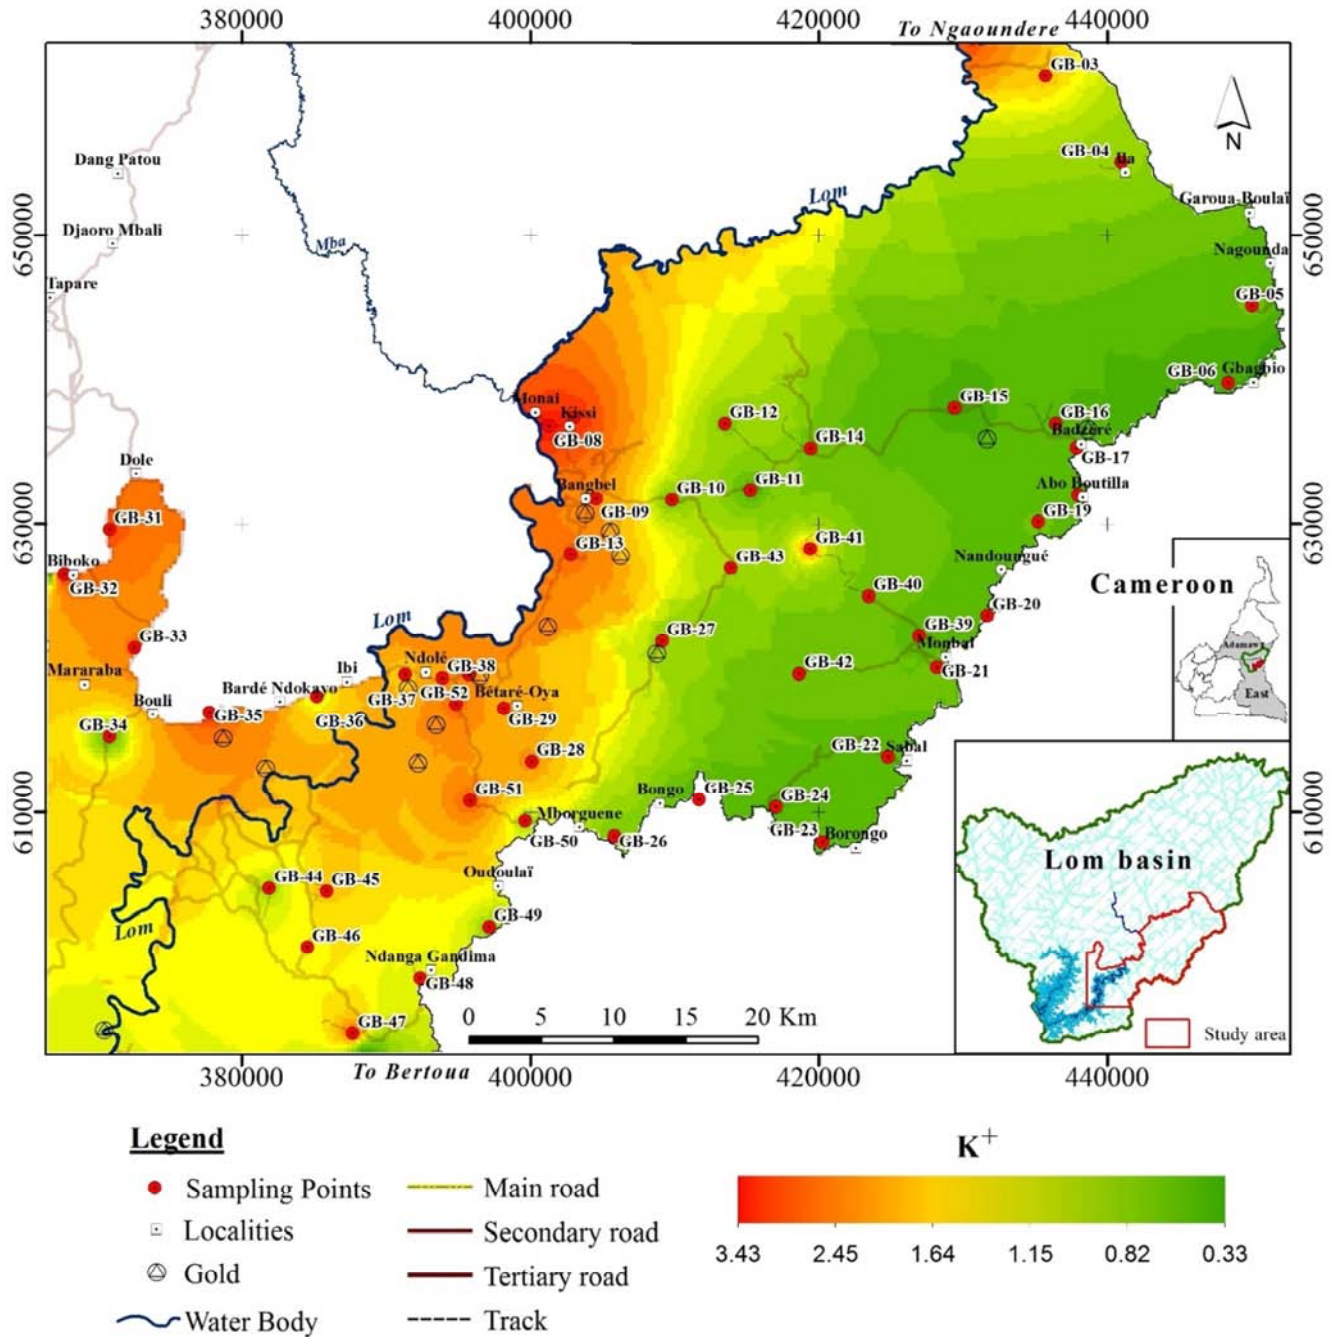 380000 400000 420000 440000
To Ngaoundere
GB-03
N
Dang Patou
GB-04 Ba
Garoua-Boulaï
Lom
Djaoro Mbali
Mba
650000 650000
Nagounda
Tapare
GB-05
GB-06 Gbagbio
Monai
Kissi
GB-08
GB-12
GB-15
GB-16
Badzéré
GB-14
GB-17
Dole
Bangbel
GB-10
GB-11
Abo Boutilla
GB-31
GB-09
GB-19
630000 630000
GB-13
GB-41
Biboko
GB-32
GB-43
Nandoungué
GB-40
Cameroon
Adamawa
East
Lom
GB-33
GB-27
GB-20
GB-39
Monbal
GB-21
Mararaba
Ibi
Ndolé
GB-38
GB-42
Bouli
Bardé Ndokayo
GB-37
GB-52
Bétaré-Oya
GB-34
GB-35
GB-36
GB-29
GB-28
GB-22
Sabal
GB-51
Bongo
GB-25
GB-24
610000 610000
Mborguene
GB-50
GB-26
GB-23
Borongo
Lom basin
Oudoulaï
GB-44
GB-45
GB-49
Lom
GB-46
Ndanga Gandima
GB-48
GB-47
0 5 10 15 20 Km
Study area
380000 400000 420000 440000
To Bertoua
Legend
Sampling Points
Localities
Gold
Water Body
Main road
Secondary road
Tertiary road
Track
K+
3.43 2.45 1.64 1.15 0.82 0.33